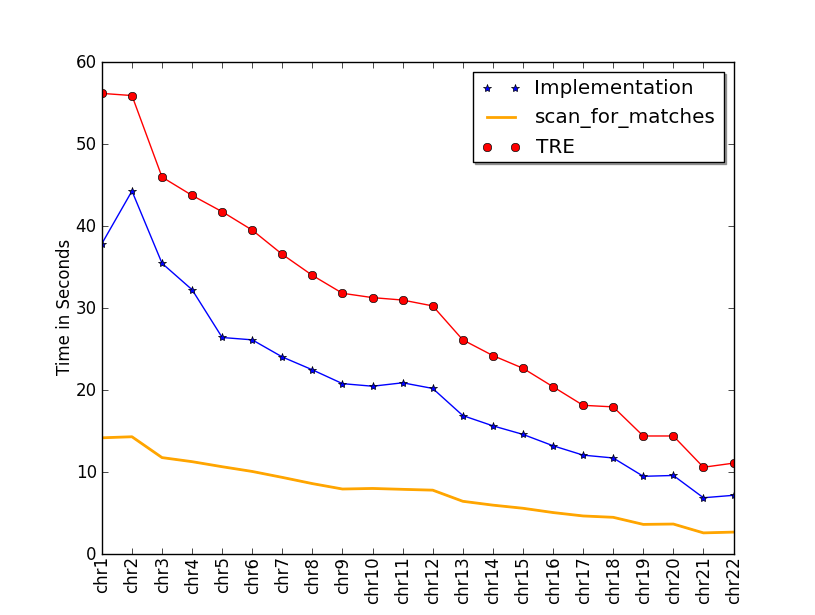 60
50
40
30
20
10
0
Time in Seconds
Implementation
scan_for_matches
TRE
chr1
chr2
chr3
chr4
chr5
chr6
chr7
chr8
chr9
chr10
chr11
chr12
chr13
chr14
chr15
chr16
chr17
chr18
chr19
chr20
chr21
chr22